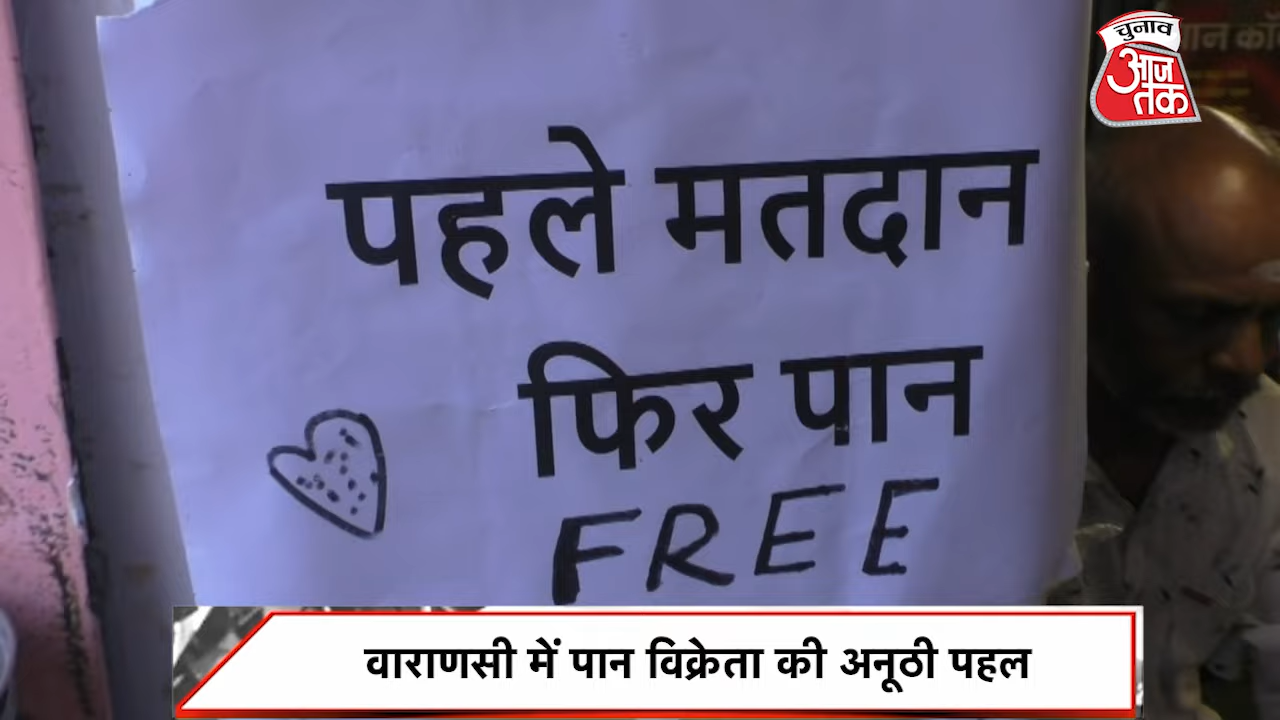 चुनाव
आज
तक
पहले मतदान
फिर पान
FREE
वाराणसी में पान विक्रेता की अनूठी पहल